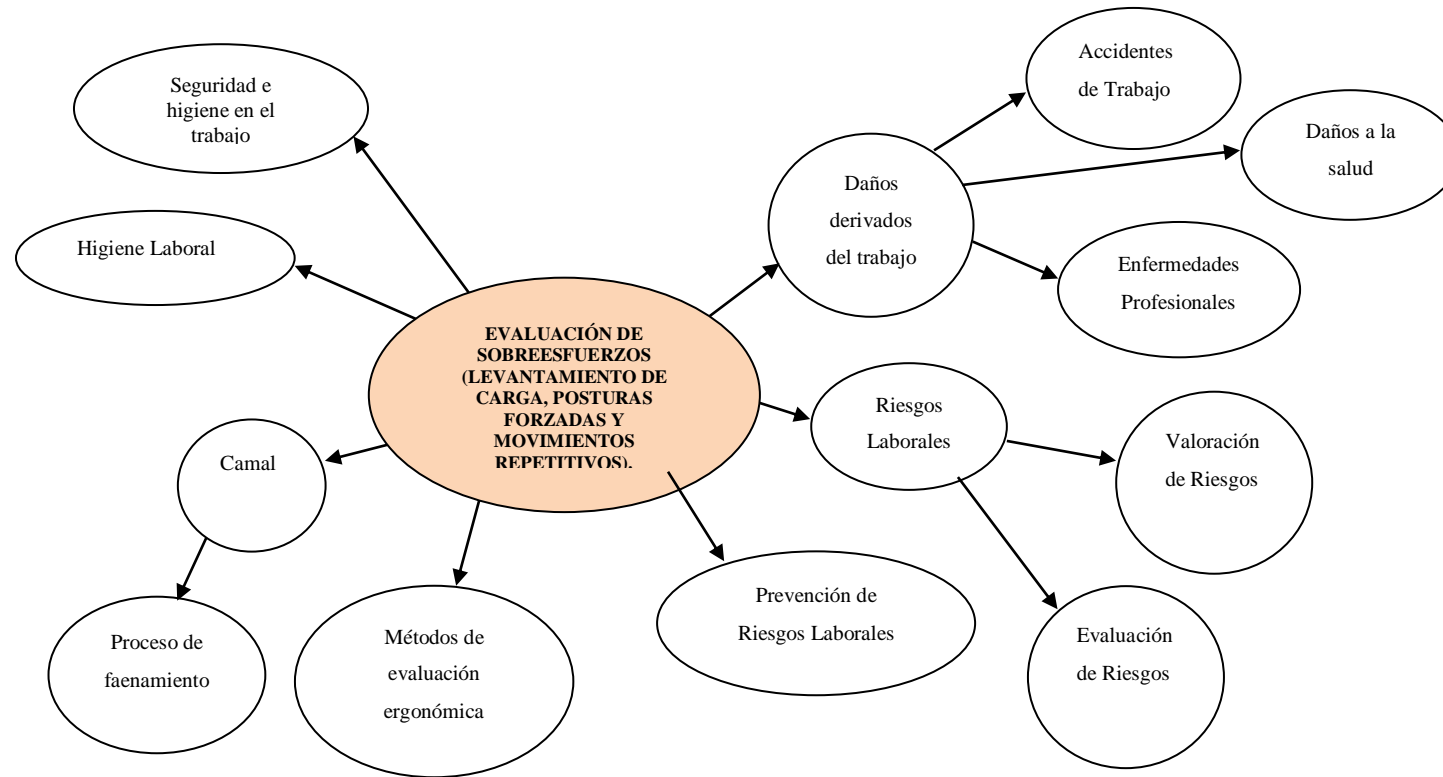 Accidentes
de Trabajo
Seguridad e
higiene en el
trabajo
Daños a la
salud
Daños
derivados
del trabajo
Higiene Laboral
Enfermedades
Profesionales
EVALUACIÓN DE
SOBREESFUERZOS
(LEVANTAMIENTO DE
CARGA, POSTURAS
FORZADAS Y
MOVIMIENTOS
REPETITIVOS).
Riesgos
Laborales
Valoración
de Riesgos
Camal
Prevención de
Riesgos Laborales
Proceso de
faenamiento
Métodos de
evaluación
ergonómica
Evaluación
de Riesgos